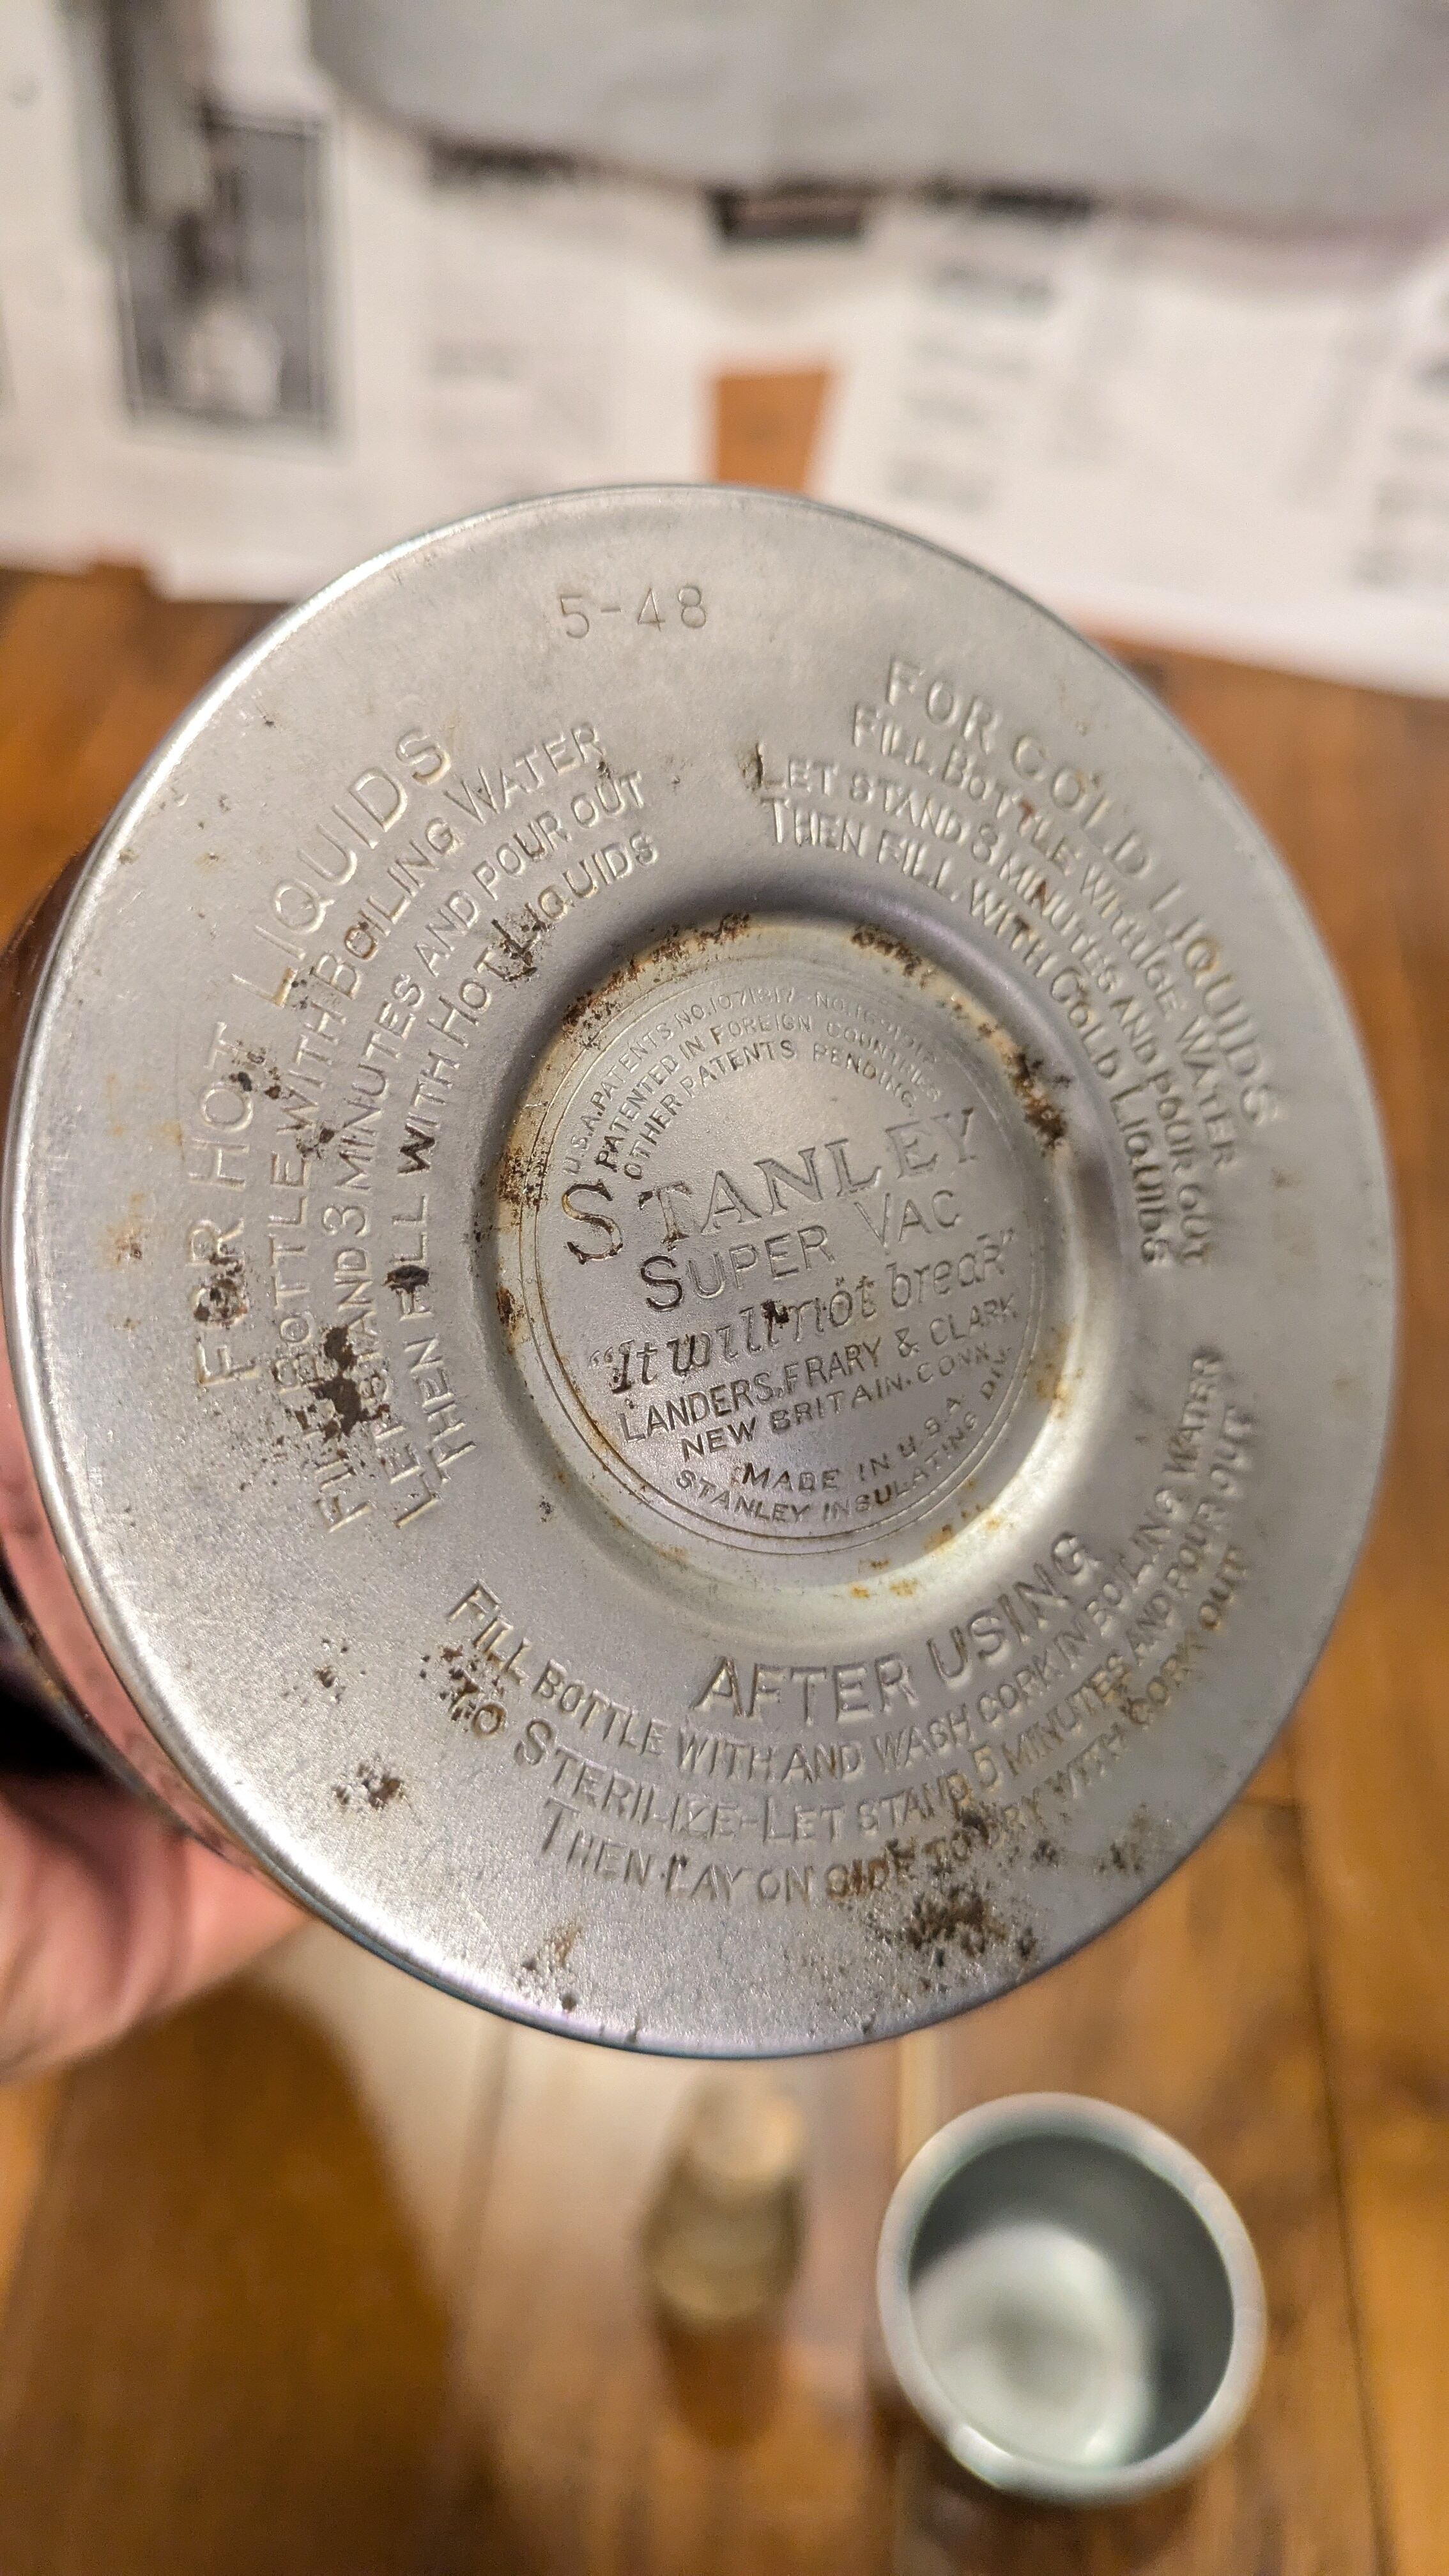 5-48
FOR HOT LIQUIDS
FILL BOTTLE WITH BOILING WATER
LET STAND 3 MINUTES AND POUR OUT
THEN FILL WITH HOT LIQUIDS
FOR COLD LIQUIDS
FILL BOTTLE WITH ICE WATER
LET STAND 3 MINUTES AND POUR OUT
THEN FILL WITH COLD LIQUIDS
U.S.A. PATENTS NO. 1071817 - NO.
PATENTED IN FOREIGN COUNTRIES
OTHER PATENTS PENDING.
STANLEY
SUPER VAC
"It will not break"
LANDERS, FRARY & CLARK
NEW BRITAIN. CONN.
MADE IN U.S.A.
STANLEY INSULATING DIV.
AFTER USING
FILL BOTTLE WITH AND WASH CORK IN BOILING WATER
TO STERILIZE-LET STAND 5 MINUTES AND POUR OUT
THEN LAY ON SIDE TO DRY WITH CORK OUT